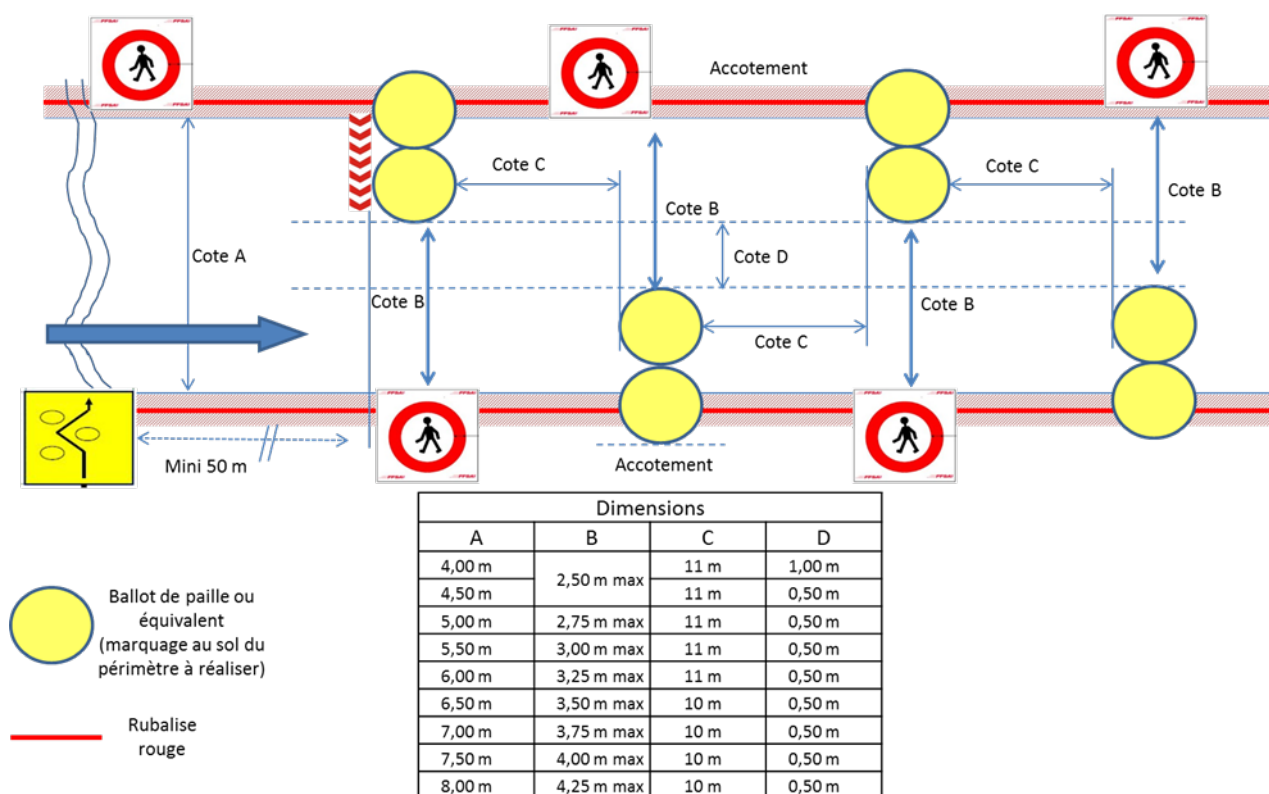 Accotement
Cote C
Cote C
Cote B
Cote B
Cote A
Cote D
Cote B
Cote B
Cote C
Mini 50 m
Accotement
Dimensions
A B C D
4,00 m 2,50 m max 11 m 1,00 m
4,50 m 11 m 0,50 m
5,00 m 2,75 m max 11 m 0,50 m
5,50 m 3,00 m max 11 m 0,50 m
6,00 m 3,25 m max 11 m 0,50 m
6,50 m 3,50 m max 10 m 0,50 m
7,00 m 3,75 m max 10 m 0,50 m
7,50 m 4,00 m max 10 m 0,50 m
8,00 m 4,25 m max 10 m 0,50 m
Ballot de paille ou
équivalent
(marquage au sol du
périmètre à réaliser)
Rubalise
rouge